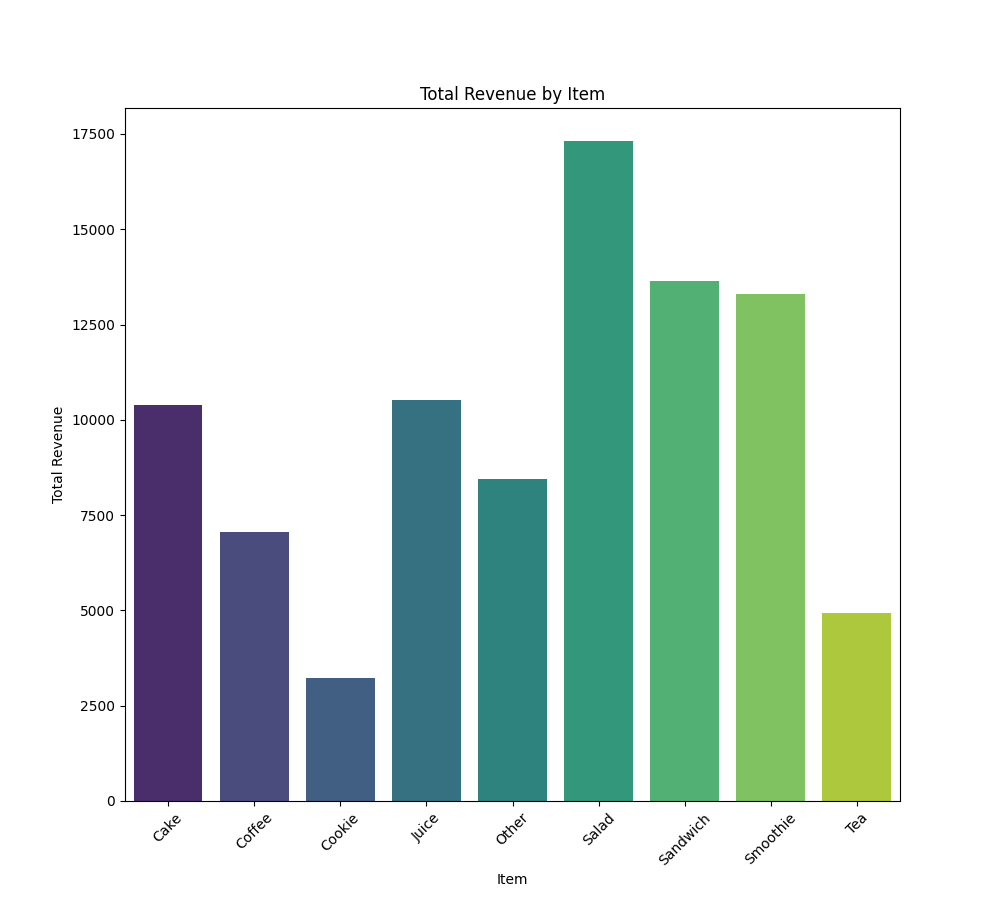 Total Revenue by Item
Total Revenue
17500
15000
12500
10000
7500
5000
2500
0
Cake
Coffee
Cookie
Juice
Other
Salad
Sandwich
Smoothie
Tea
Item